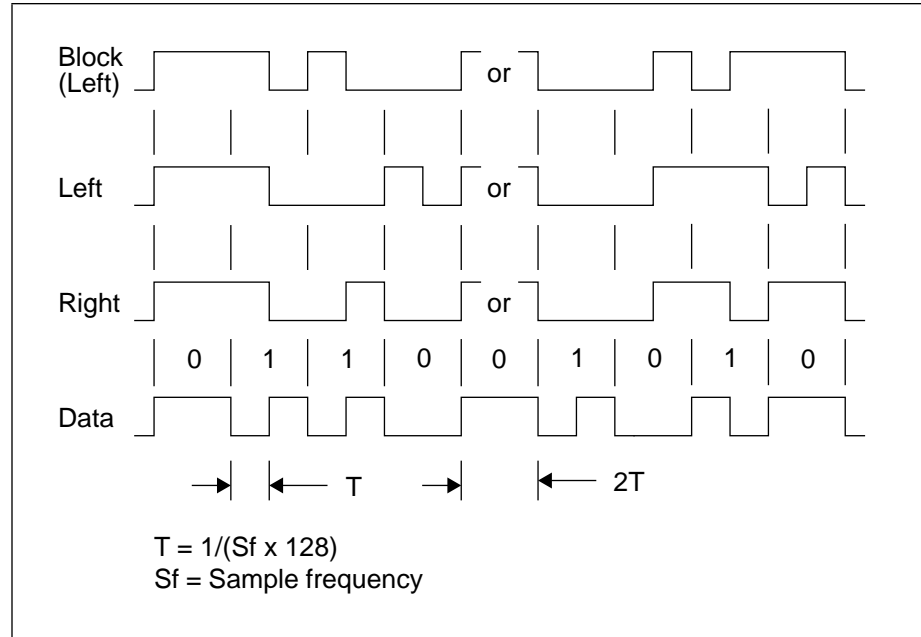 Block
(Left)
or
Left
or
Right
or
0 1 1 0 0 1 0 1 0
Data
T
2T
T = 1/(Sf x 128)
Sf = Sample frequency